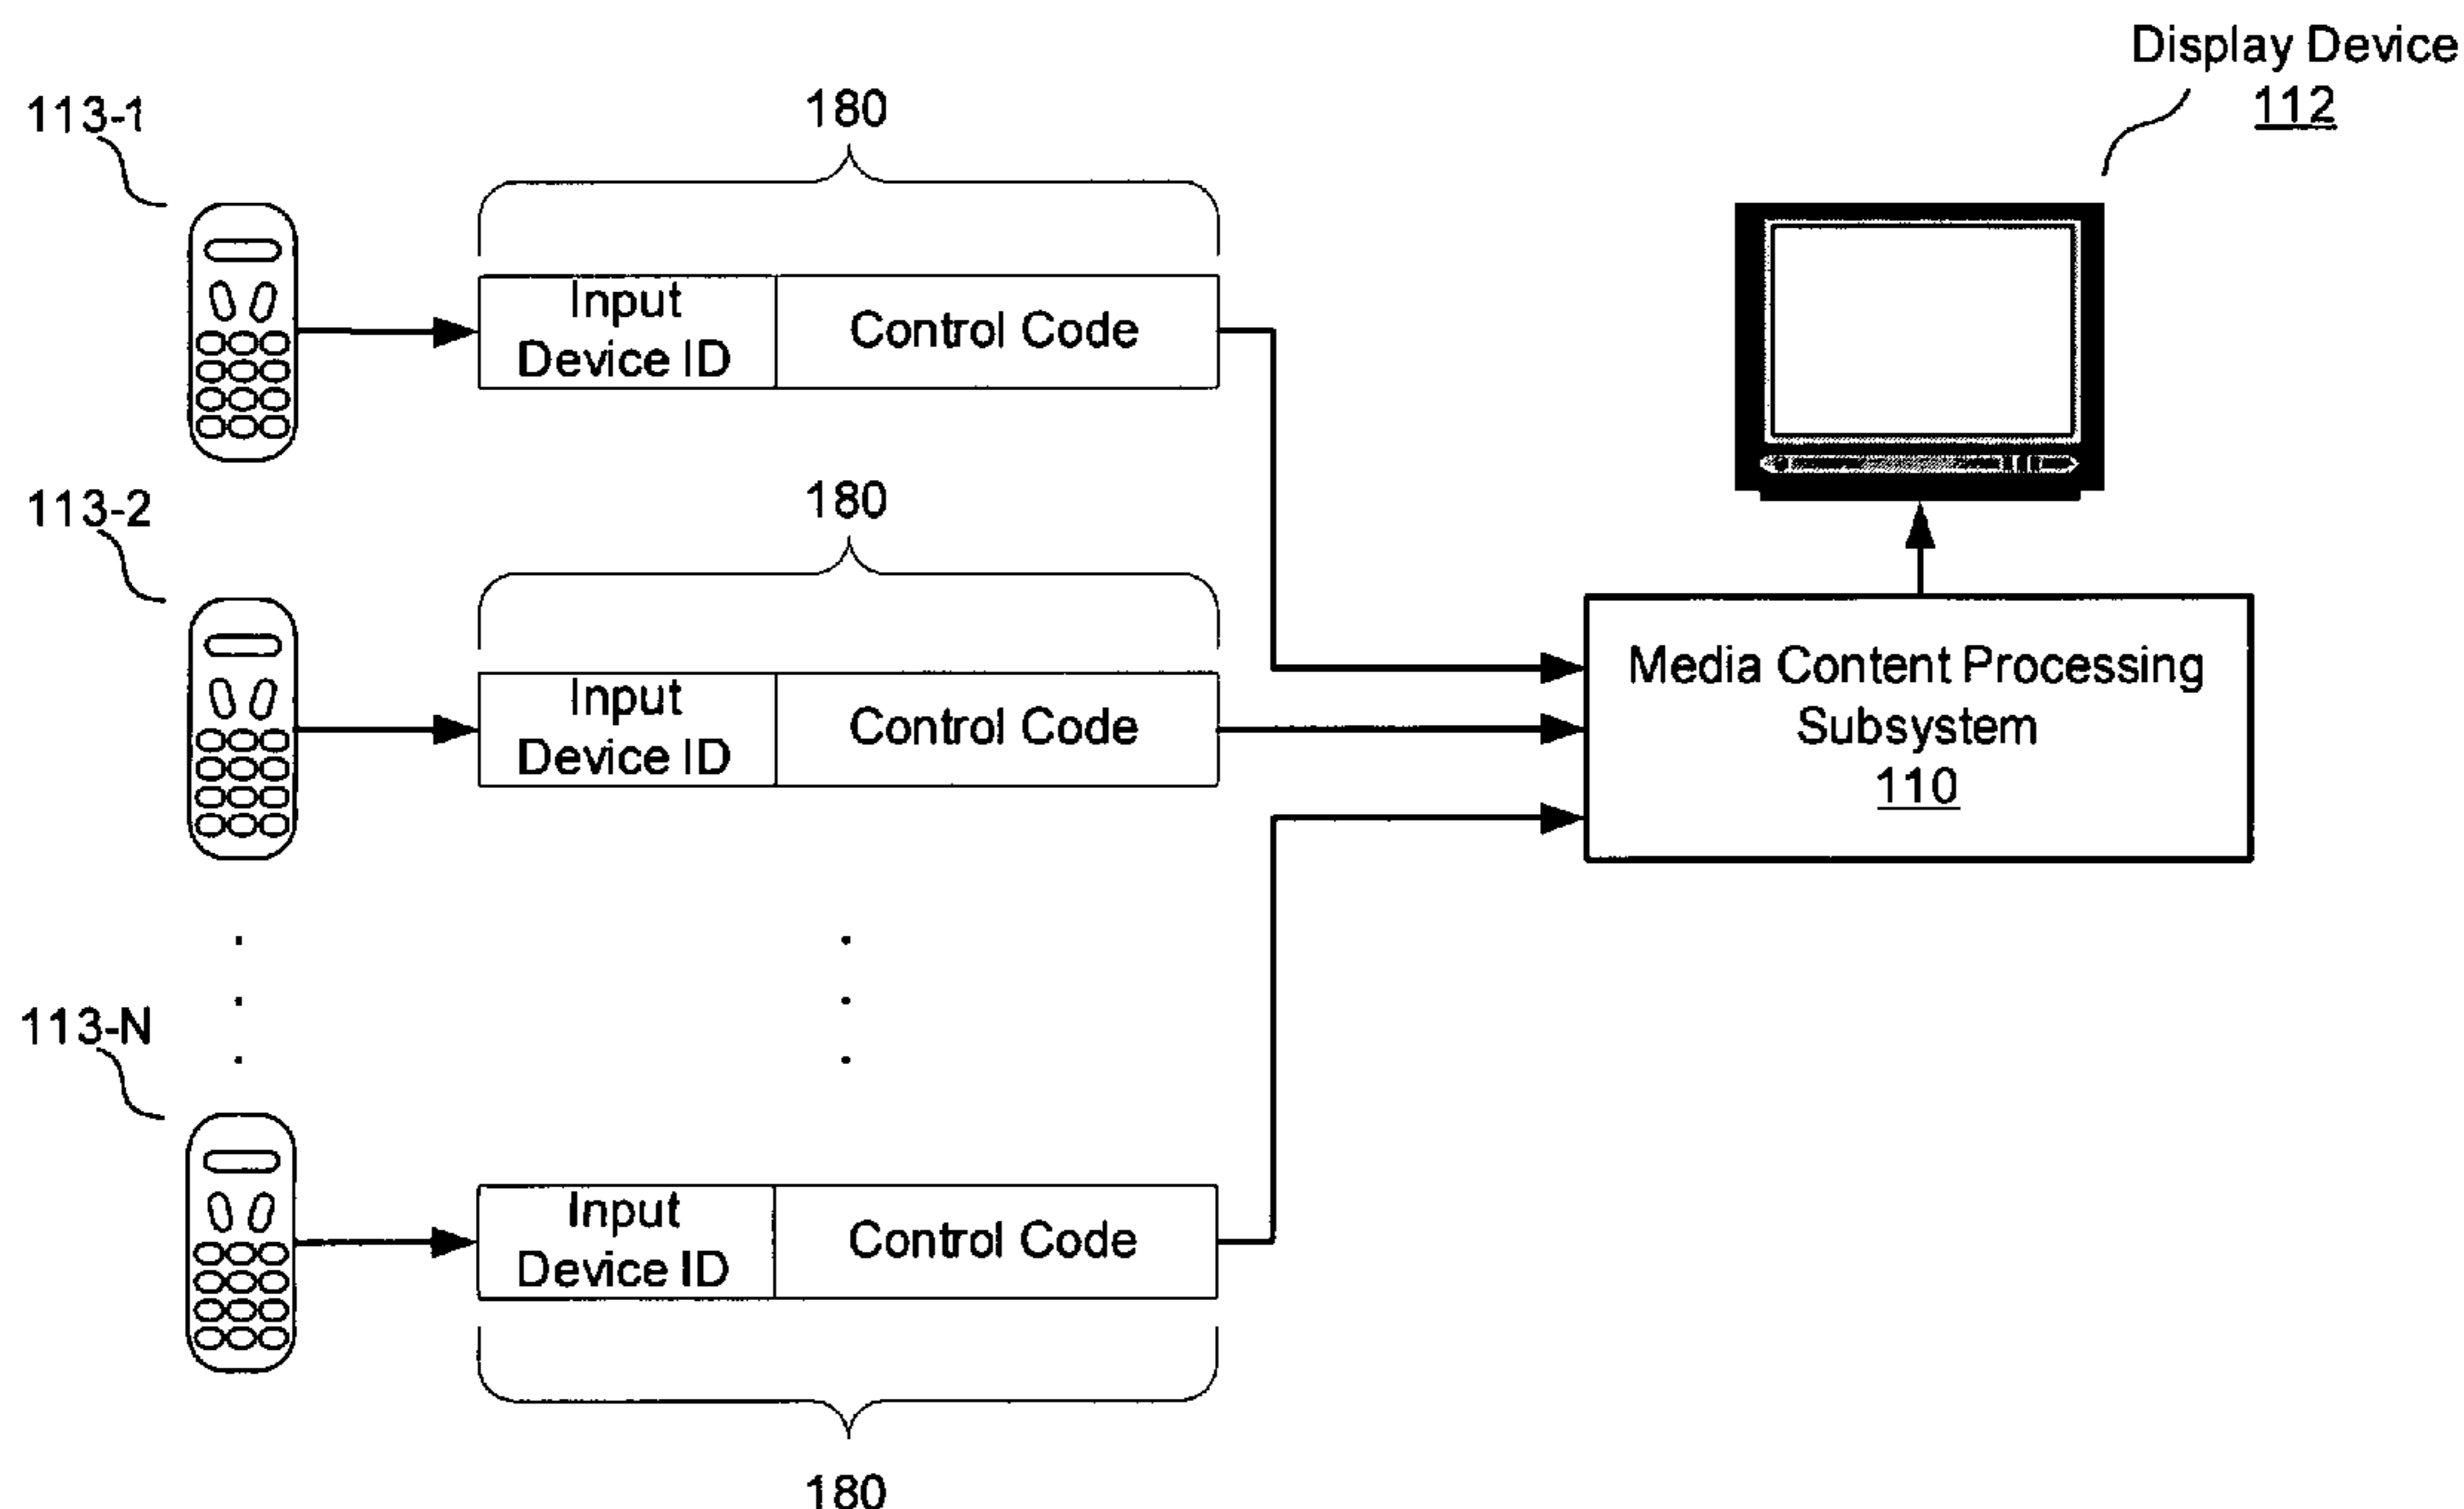 Display Device
112
113-1
180
Input
Device ID
Control Code
113-2
180
Input
Device ID
Control Code
Media Content Processing
Subsystem
110
113-N
Input
Device ID
Control Code
180